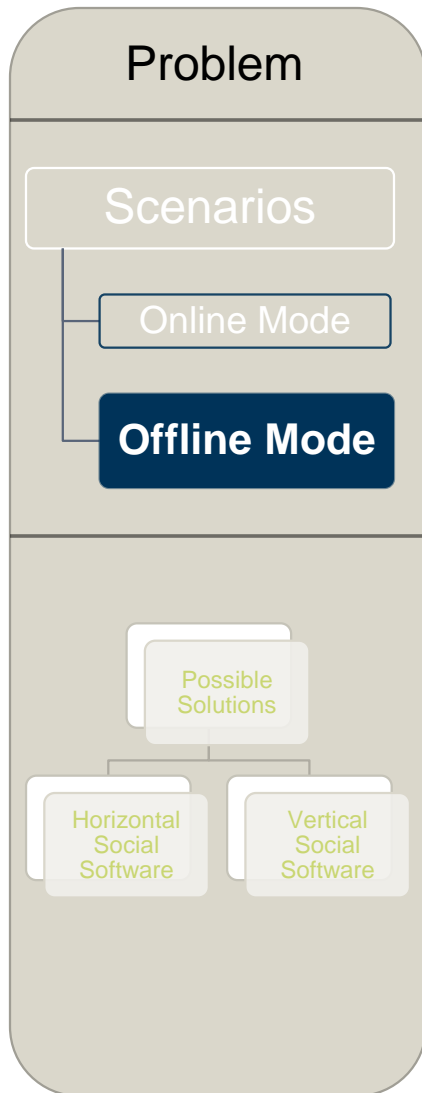 Problem
Scenarios
Online Mode
Offline Mode
Possible
Solutions
Horizontal
Social
Software
Vertical
Social
Software